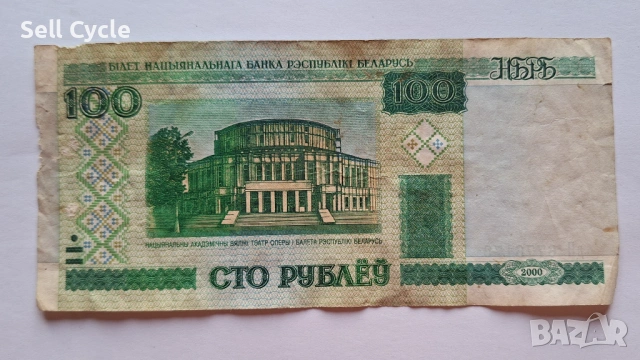 Sell Cycle
БІЛЕТ НАЦЫЯНАЛЬНАГА БАНКА РЭСПУБЛІКІ БЕЛАРУСЬ
НБРБ
100
100
НАЦЫЯНАЛЬНЫ АКАДЭМІЧНЫ ВЯЛІКІ ТЭАТР ОПЕРЫ І БАЛЕТА РЭСПУБЛІКІ БЕЛАРУСЬ
СТО РУБЛЁЎ
2000
BAZAR